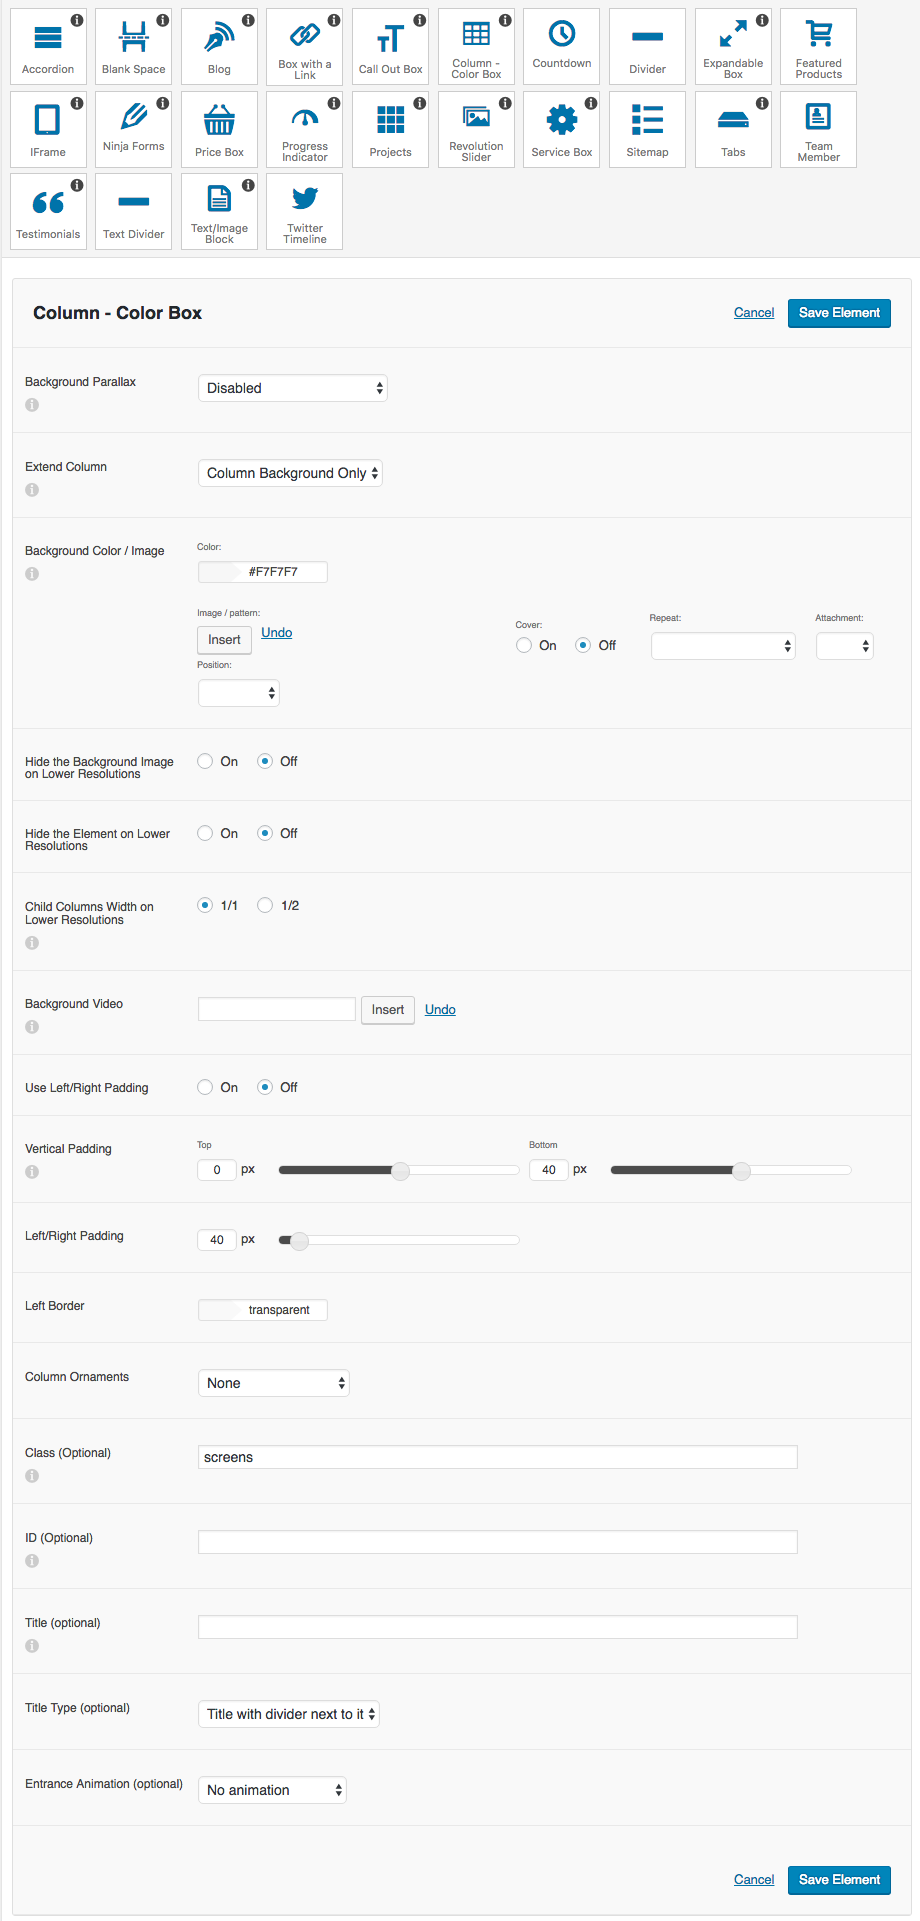 Accordion
Blank Space
Blog
Box with a
Link
Call Out Box
Column -
Color Box
Countdown
Divider
Expandable
Box
Featured
Products
IFrame
Ninja Forms
Price Box
Progress
Indicator
Projects
Revolution
Slider
Service Box
Sitemap
Tabs
Team
Member
Testimonials
Text Divider
Text/Image
Block
Twitter
Timeline
Column - Color Box
Cancel
Save Element
Background Parallax
Disabled
Extend Column
Column Background Only
Background Color / Image
Color:
#F7F7F7
Image / pattern:
Insert
Undo
Cover:
On
Off
Repeat:
Attachment:
Position:
Hide the Background Image
on Lower Resolutions
On
Off
Hide the Element on Lower
Resolutions
On
Off
Child Columns Width on
Lower Resolutions
1/1
1/2
Background Video
Insert
Undo
Use Left/Right Padding
On
Off
Vertical Padding
Top
0 px
Bottom
40 px
Left/Right Padding
40 px
Left Border
transparent
Column Ornaments
None
Class (Optional)
screens
ID (Optional)
Title (optional)
Title Type (optional)
Title with divider next to it
Entrance Animation (optional)
No animation
Cancel
Save Element